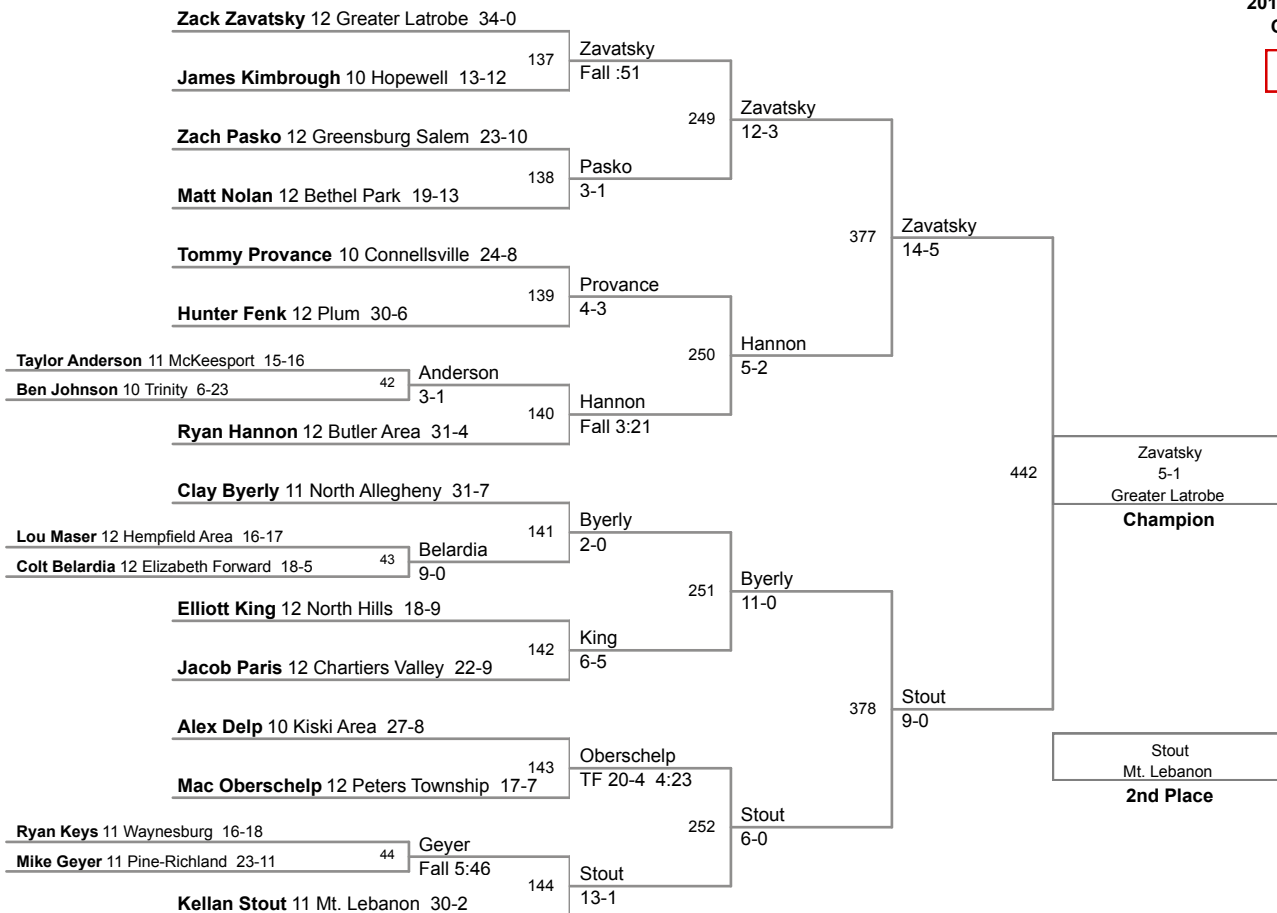 201
Zack Zavatsky 12 Greater Latrobe 34-0
137
Zavatsky
Fall :51
James Kimbrough 10 Hopewell 13-12
249
Zavatsky
12-3
Zach Pasko 12 Greensburg Salem 23-10
138
Pasko
3-1
Matt Nolan 12 Bethel Park 19-13
377
Zavatsky
14-5
Tommy Provance 10 Connellsville 24-8
139
Provance
4-3
Hunter Fenk 12 Plum 30-6
250
Hannon
5-2
Taylor Anderson 11 McKeesport 15-16
42
Anderson
3-1
Ben Johnson 10 Trinity 6-23
140
Hannon
Fall 3:21
Ryan Hannon 12 Butler Area 31-4
442
Zavatsky
5-1
Greater Latrobe
Champion
Clay Byerly 11 North Allegheny 31-7
141
Byerly
2-0
Lou Maser 12 Hempfield Area 16-17
43
Belardia
9-0
Colt Belardia 12 Elizabeth Forward 18-5
251
Byerly
11-0
Elliott King 12 North Hills 18-9
142
King
6-5
Jacob Paris 12 Chartiers Valley 22-9
378
Stout
9-0
Alex Delp 10 Kiski Area 27-8
143
Oberschelp
TF 20-4 4:23
Mac Oberschelp 12 Peters Township 17-7
Stout
Mt. Lebanon
2nd Place
252
Stout
6-0
Ryan Keys 11 Waynesburg 16-18
44
Geyer
Fall 5:46
Mike Geyer 11 Pine-Richland 23-11
144
Stout
13-1
Kellan Stout 11 Mt. Lebanon 30-2